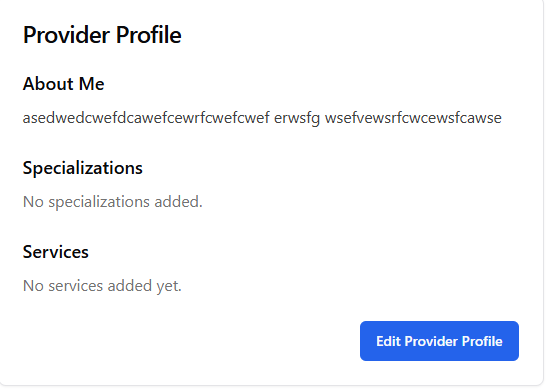 Provider Profile
About Me
asedwedcwefdcawefcewrfcwefcwef erwsfg wsefvewsrfcwcewsfcawse
Specializations
No specializations added.
Services
No services added yet.
Edit Provider Profile